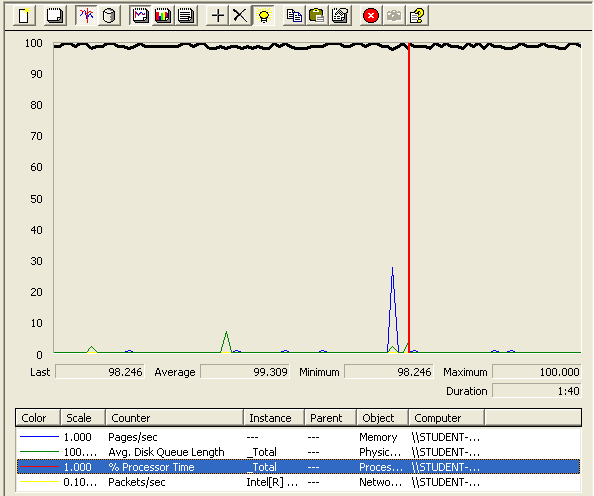 100
90
80
70
60
50
40
30
20
10
0
Last 98.246 Average 99.309 Minimum 98.246 Maximum 100.000
Duration 1:40
Color Scale Counter Instance Parent Object Computer
1.000 Pages/sec --- --- Memory \\STUDENT-...
100.... Avg. Disk Queue Length _Total --- Physic... \\STUDENT-...
1.000 % Processor Time _Total --- Proces... \\STUDENT-...
0.10... Packets/sec Intel[R] ... --- Netwo... \\STUDENT-...